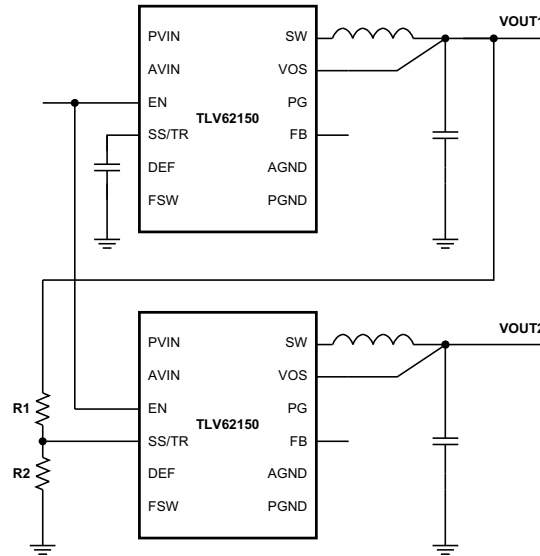 VOUT1
PVIN SW
AVIN VOS
EN PG
TLV62150
SS/TR FB
DEF AGND
FSW PGND
VOUT2
PVIN SW
AVIN VOS
R1 EN PG
TLV62150
SS/TR FB
R2 DEF AGND
FSW PGND